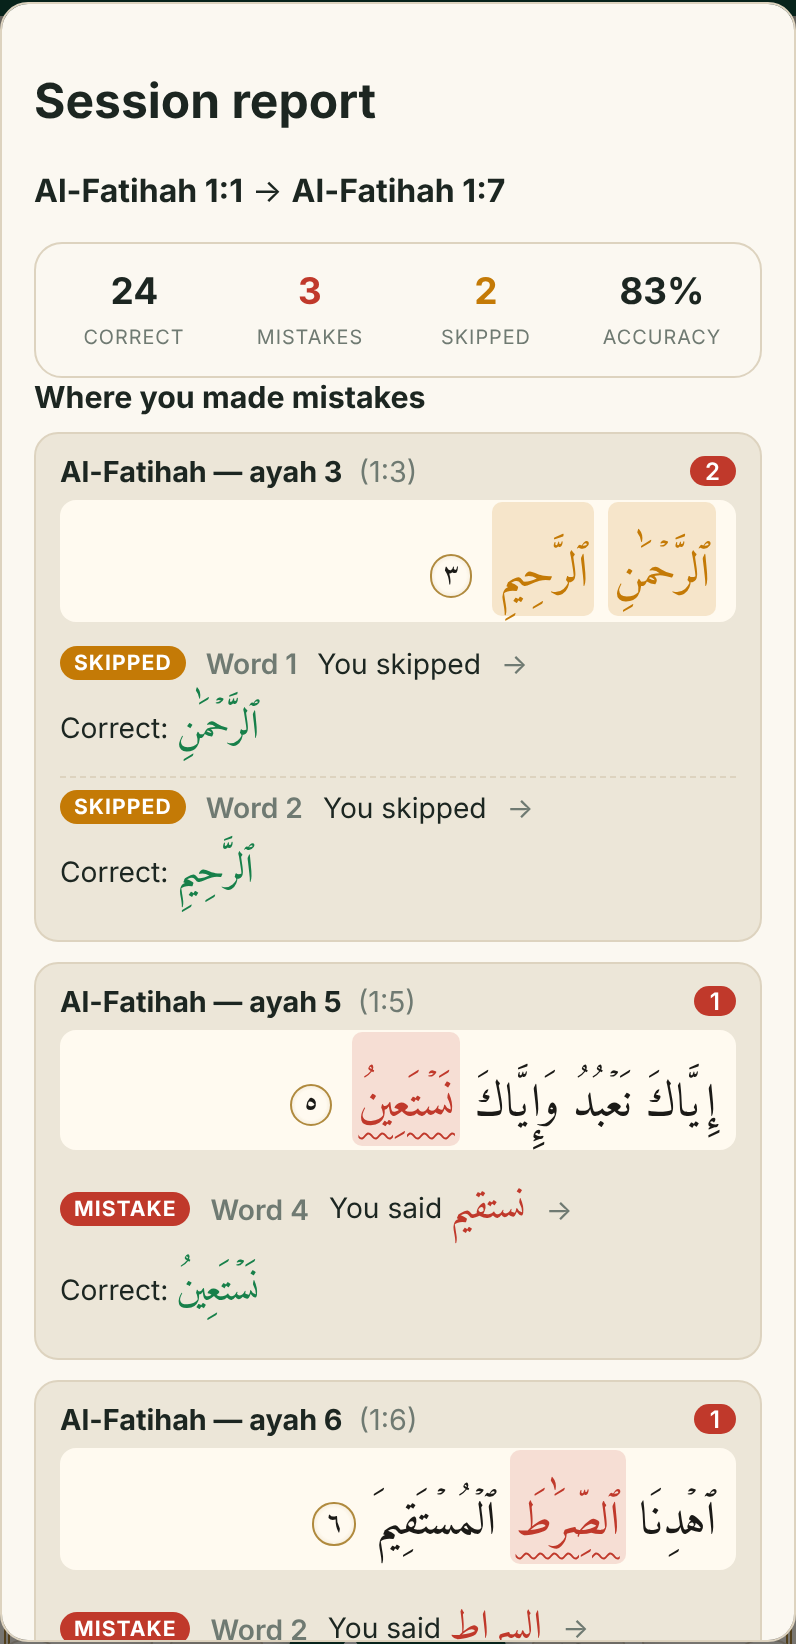 Session report
Al-Fatihah 1:1 → Al-Fatihah 1:7
24 3 2 83%
CORRECT MISTAKES SKIPPED ACCURACY
Where you made mistakes
Al-Fatihah — ayah 3 (1:3) 2
ٱلرَّحۡمَٰنِ ٱلرَّحِيمِ ٣
SKIPPED Word 1 You skipped →
Correct: ٱلرَّحۡمَٰنِ
SKIPPED Word 2 You skipped →
Correct: ٱلرَّحِيمِ
Al-Fatihah — ayah 5 (1:5) 1
إِيَّاكَ نَعۡبُدُ وَإِيَّاكَ نَسۡتَعِينُ ٥
MISTAKE Word 4 You said نستقيم →
Correct: نَسۡتَعِينُ
Al-Fatihah — ayah 6 (1:6) 1
ٱهۡدِنَا ٱلصِّرَٰطَ ٱلۡمُسۡتَقِيمَ ٦
MISTAKE Word 2 You said السراط →